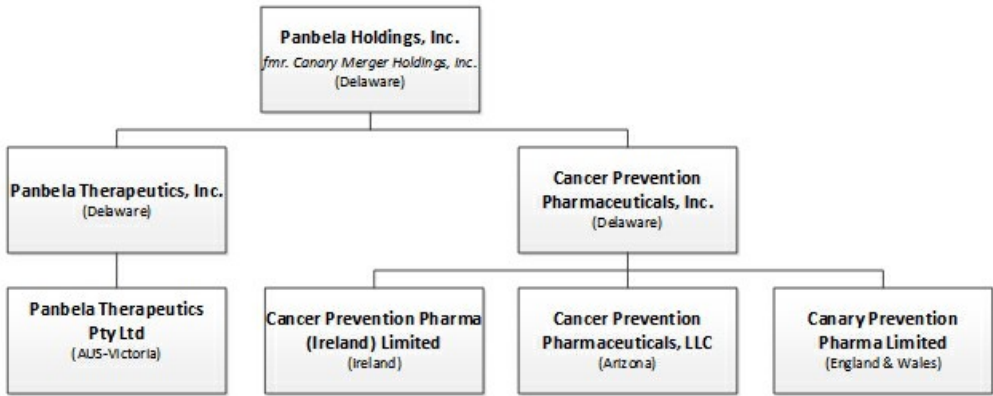 Panbela Holdings, Inc.
fmr. Canary Merger Holdings, Inc.
(Delaware)
Panbela Therapeutics, Inc.
(Delaware)
Cancer Prevention
Pharmaceuticals, Inc.
(Delaware)
Panbela Therapeutics
Pty Ltd
(AUS-Victoria)
Cancer Prevention Pharma
(Ireland) Limited
(Ireland)
Cancer Prevention
Pharmaceuticals, LLC
(Arizona)
Canary Prevention
Pharma Limited
(England & Wales)